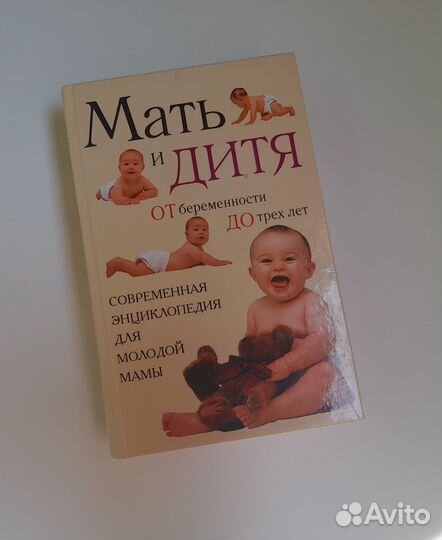 Мать
и ДИТЯ
ОТ беременности
ДО трех лет
СОВРЕМЕННАЯ
ЭНЦИКЛОПЕДИЯ
ДЛЯ
МОЛОДОЙ
МАМЫ
Avito